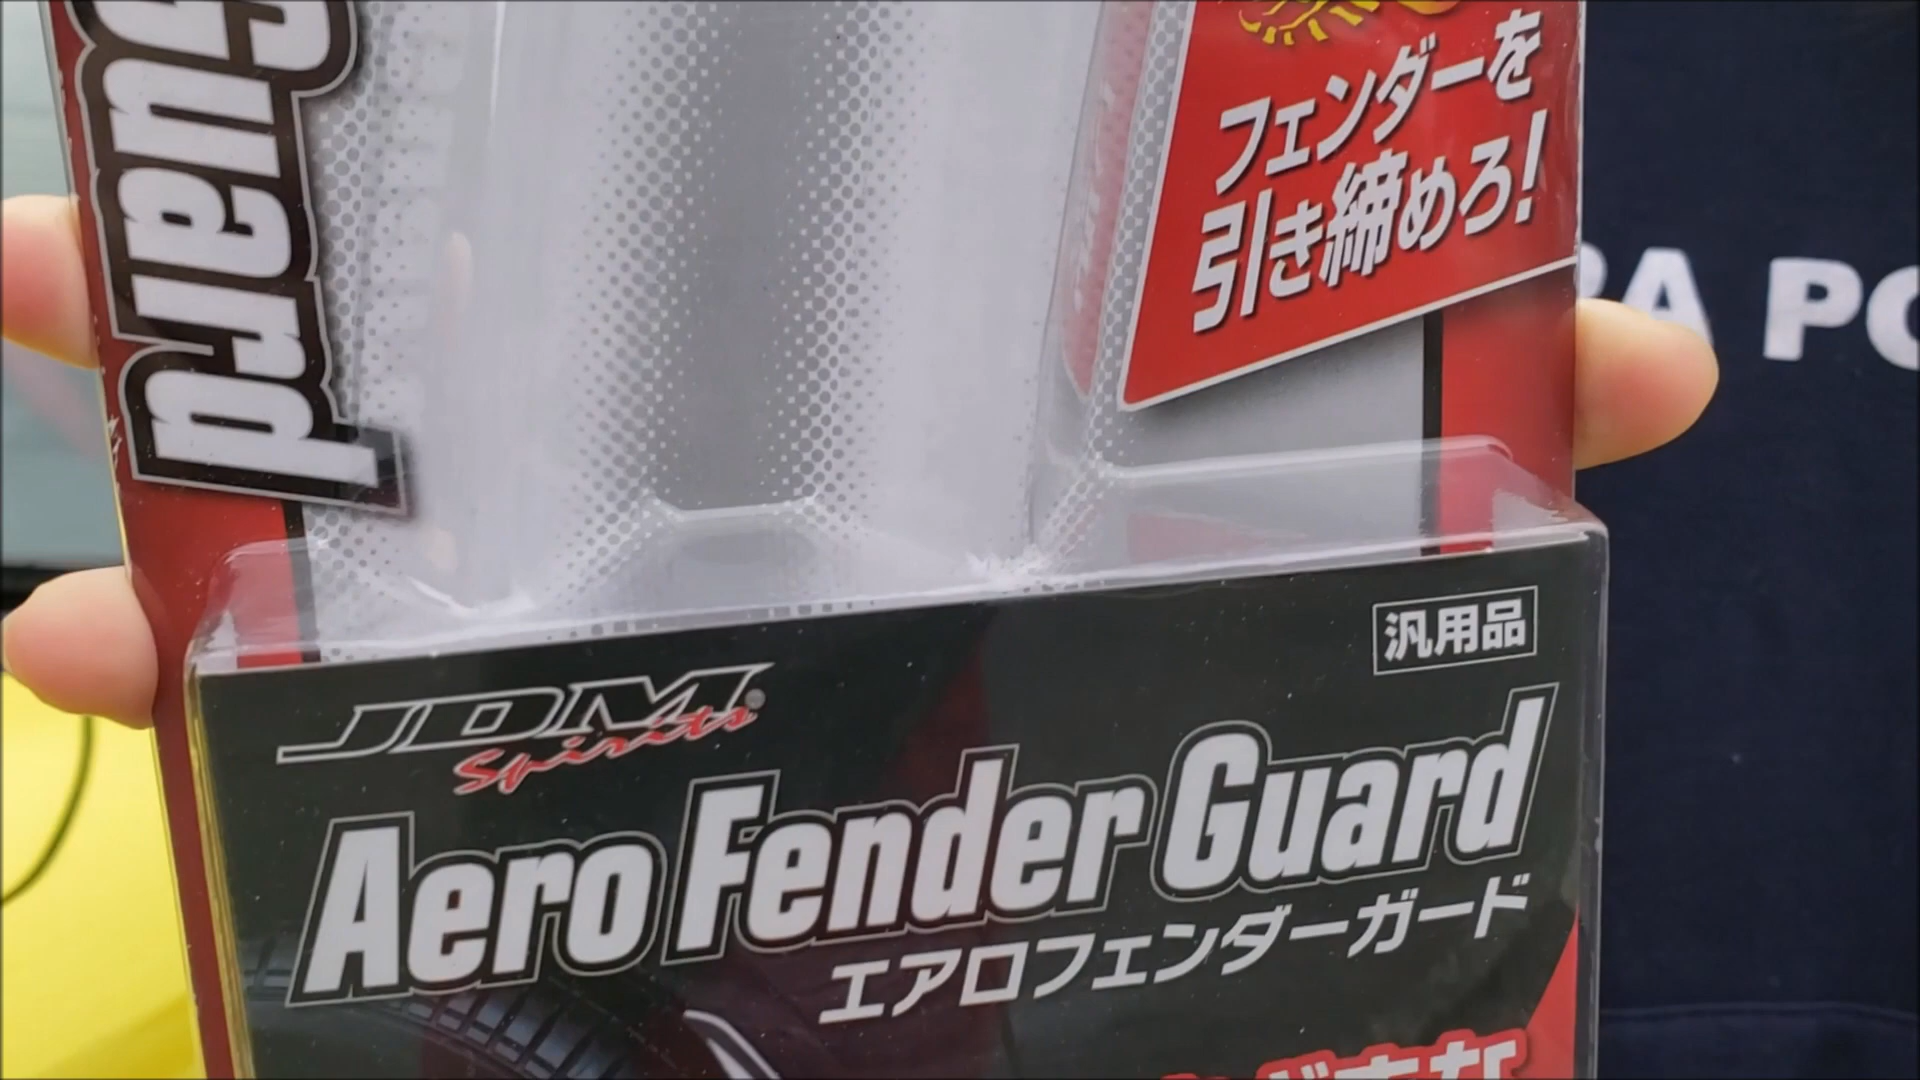 Guard
フェンダーを
引き締めろ!
PO
汎用品
JDM
Spirits
Aero Fender Guard
エアロフェンダーガード